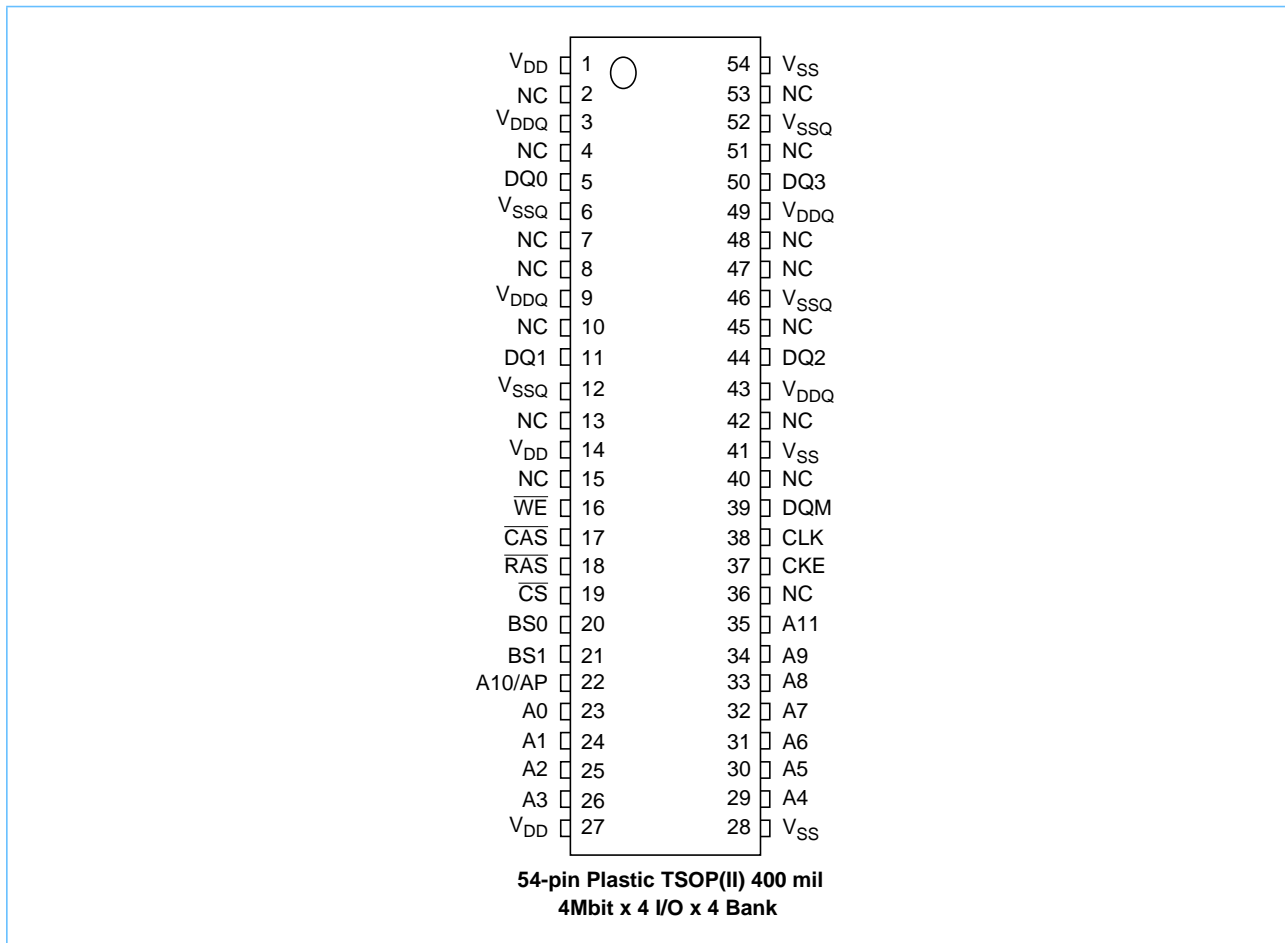 VDD 1 54 VSS
NC 2 53 NC
VDDQ 3 52 VSSQ
NC 4 51 NC
DQ0 5 50 DQ3
VSSQ 6 49 VDDQ
NC 7 48 NC
NC 8 47 NC
VDDQ 9 46 VSSQ
NC 10 45 NC
DQ1 11 44 DQ2
VSSQ 12 43 VDDQ
NC 13 42 NC
VDD 14 41 VSS
NC 15 40 NC
W̅E̅ 16 39 DQM
C̅A̅S̅ 17 38 CLK
R̅A̅S̅ 18 37 CKE
C̅S̅ 19 36 NC
BS0 20 35 A11
BS1 21 34 A9
A10/AP 22 33 A8
A0 23 32 A7
A1 24 31 A6
A2 25 30 A5
A3 26 29 A4
VDD 27 28 VSS
54-pin Plastic TSOP(II) 400 mil
4Mbit x 4 I/O x 4 Bank